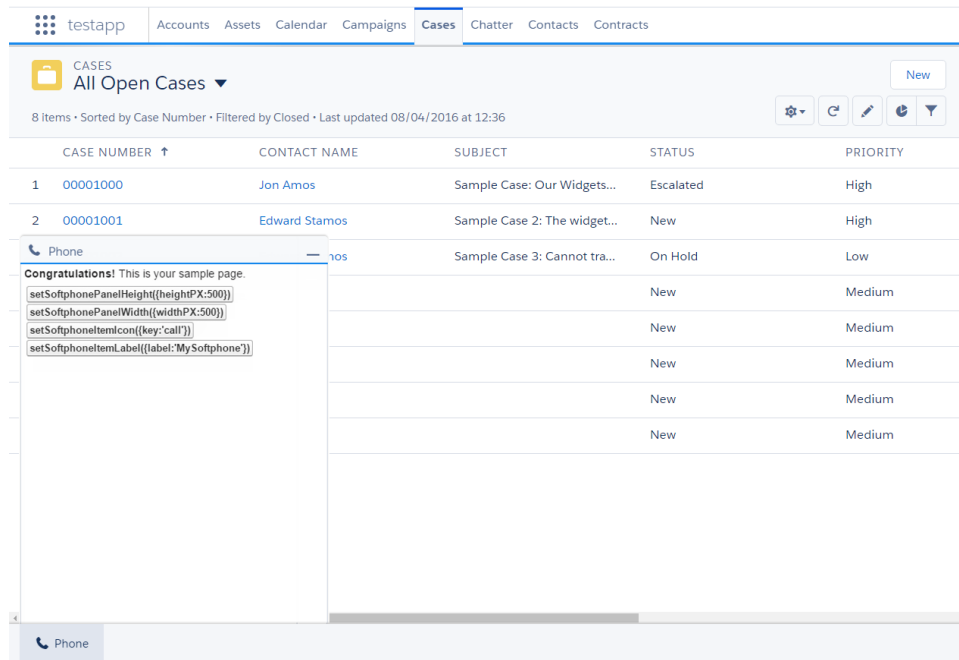 testapp Accounts Assets Calendar Campaigns Cases Chatter Contacts Contracts
CASES
All Open Cases
New
8 Items • Sorted by Case Number • Filtered by Closed • Last updated 08/04/2016 at 12:36
CASE NUMBER CONTACT NAME SUBJECT STATUS PRIORITY
1 00001000 Jon Amos Sample Case: Our Widgets... Escalated High
2 00001001 Edward Stamos Sample Case 2: The widget... New High
nos Sample Case 3: Cannot tra... On Hold Low
New Medium
New Medium
New Medium
New Medium
New Medium
Phone
Congratulations! This is your sample page.
setSoftphonePanelHeight({heightPX:500})
setSoftphonePanelWidth({widthPX:500})
setSoftphoneItemIcon({key:'call'})
setSoftphoneItemLabel({label:'MySoftphone'})
Phone